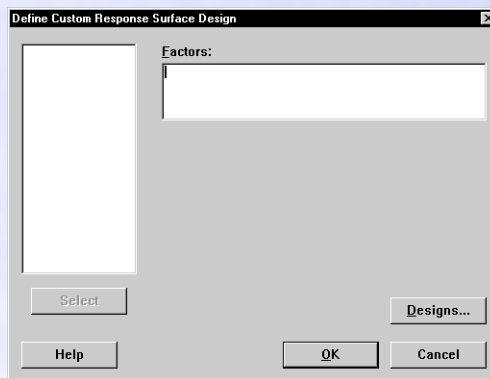 Define Custom Response Surface Design
Factors:
Select
Designs...
Help
OK
Cancel